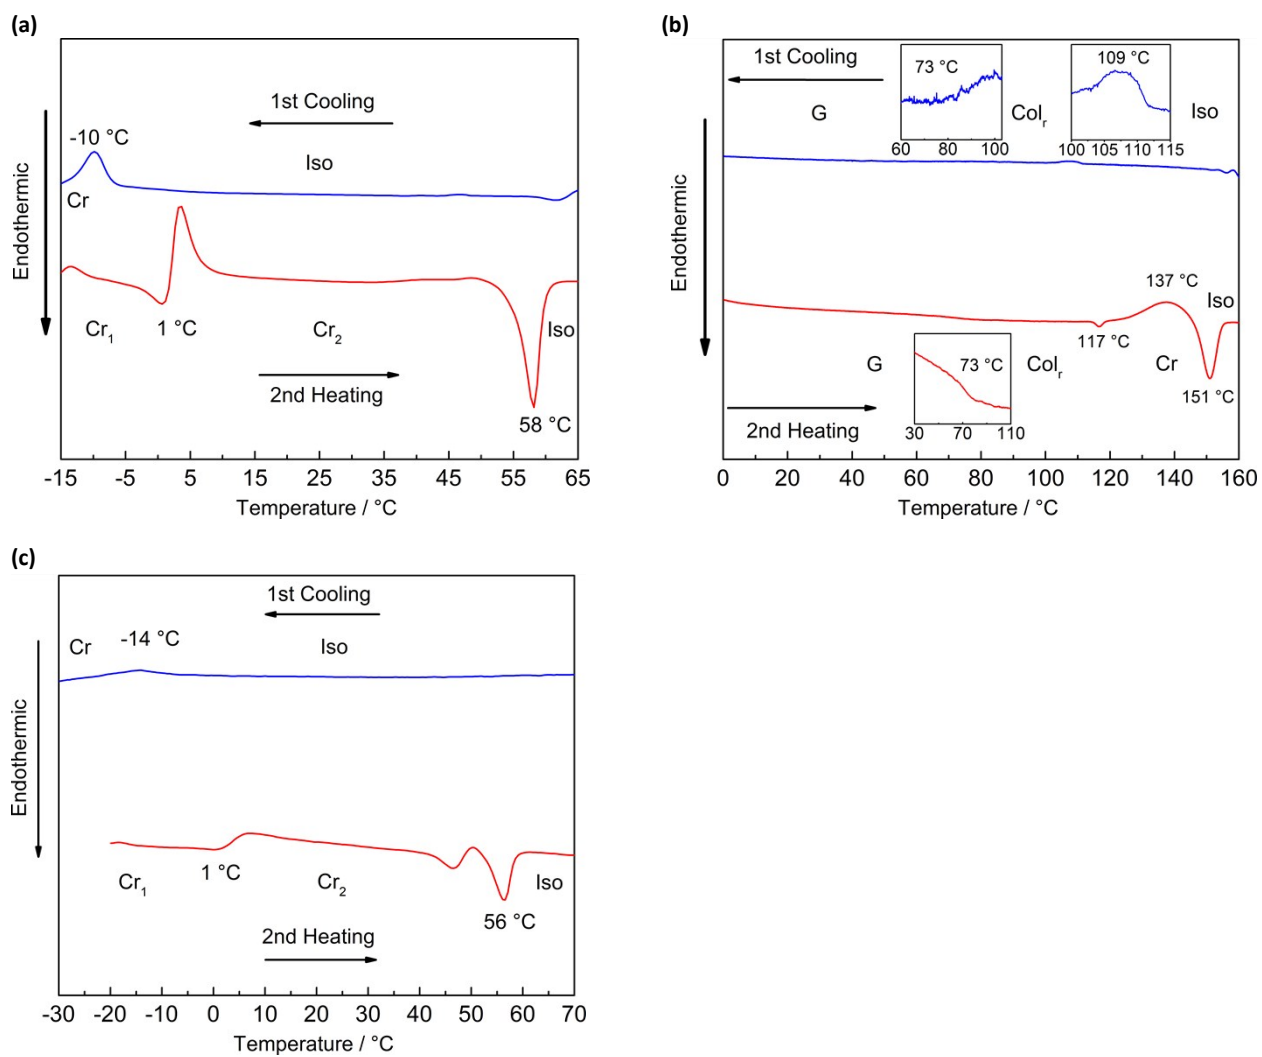 (a)
1st Cooling
-10 °C
Iso
Cr
Endothermic
Cr₁
1 °C
Cr₂
Iso
2nd Heating
58 °C
-15 -5 5 15 25 35 45 55 65
Temperature / °C
(b)
1st Cooling
73 °C
109 °C
G
Colᵣ
Iso
60 80 100
100 105 110 115
Endothermic
137 °C
Iso
117 °C
G
73 °C
Colᵣ
Cr
151 °C
30 70 110
2nd Heating
0 20 40 60 80 100 120 140 160
Temperature / °C
(c)
1st Cooling
Cr
-14 °C
Iso
Endothermic
1 °C
Cr₁
Cr₂
Iso
56 °C
2nd Heating
-30 -20 -10 0 10 20 30 40 50 60 70
Temperature / °C